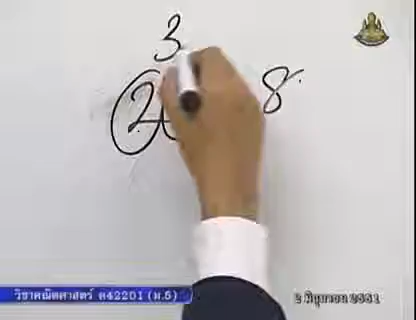 3
2 8
วิชาคณิตศาสตร์ ค42201 (ม.5)
2 มิถุนายน 2551